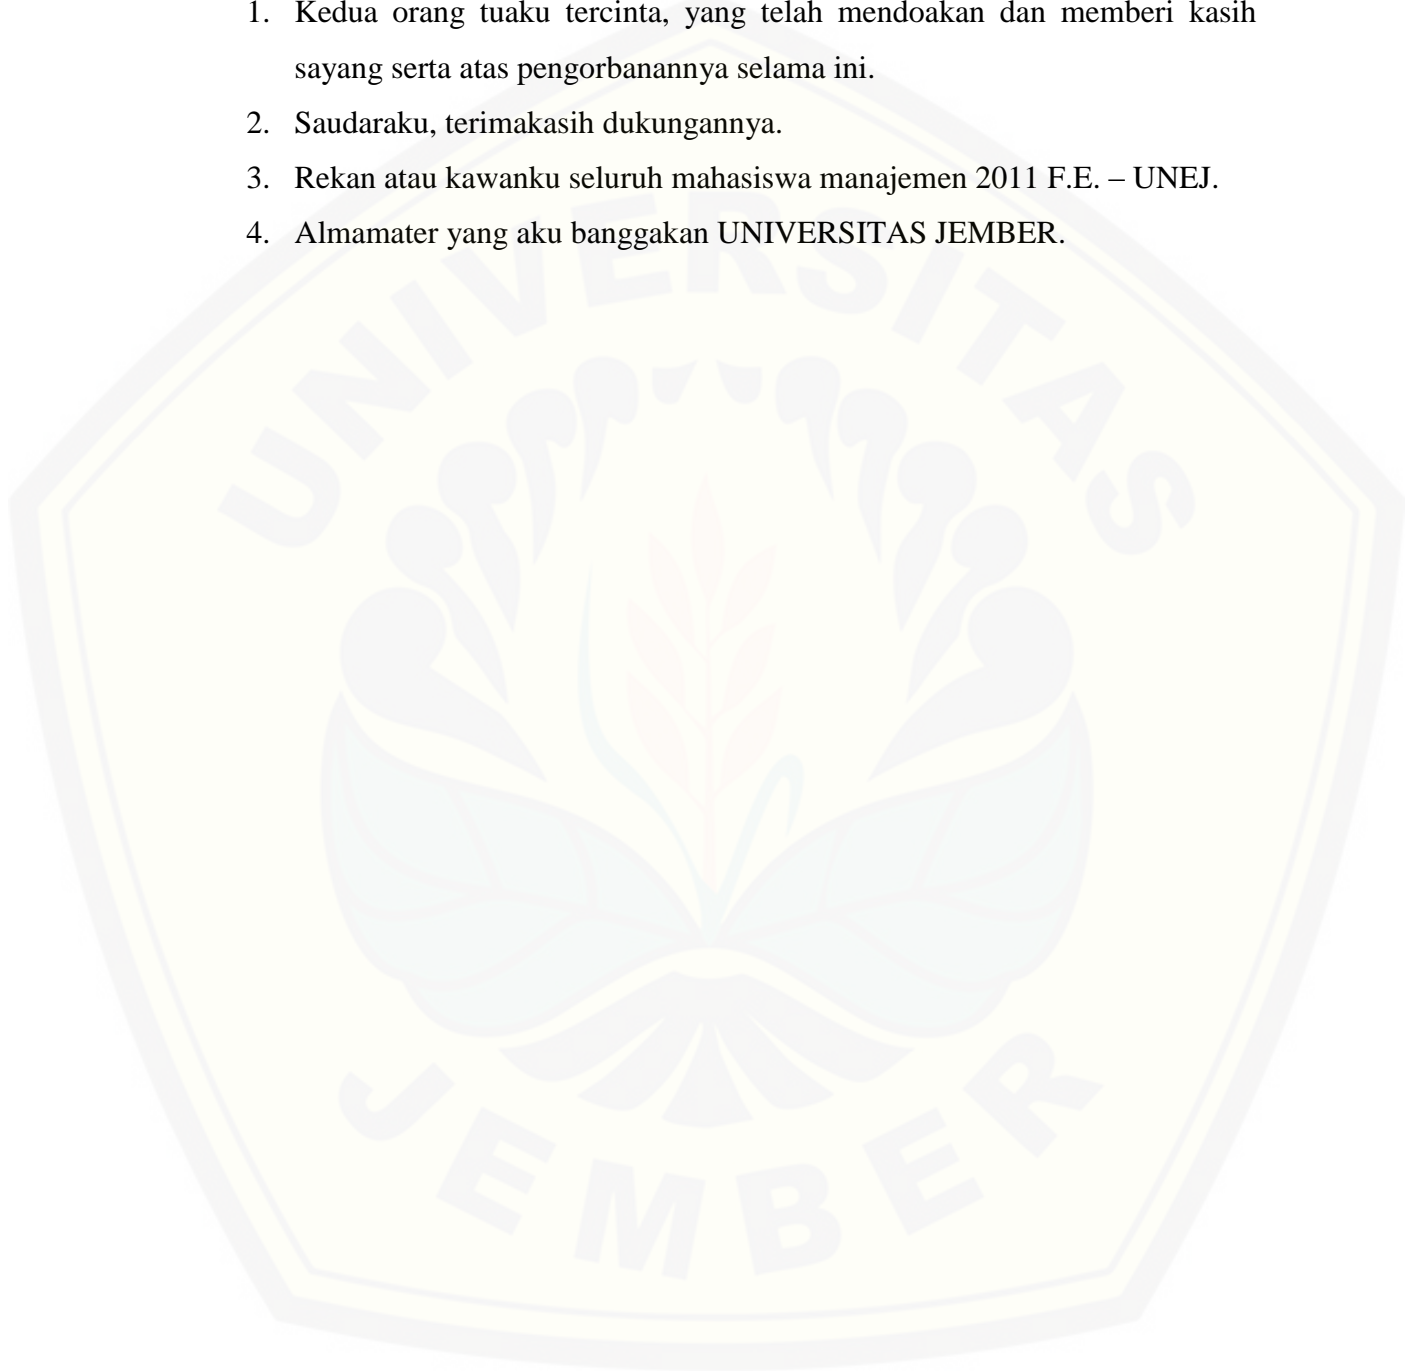 1. Kedua orang tuaku tercinta, yang telah mendoakan dan memberi kasih
sayang serta atas pengorbanannya selama ini.
2. Saudaraku, terimakasih dukungannya.
3. Rekan atau kawanku seluruh mahasiswa manajemen 2011 F.E. – UNEJ.
4. Almamater yang aku banggakan UNIVERSITAS JEMBER.
UNIVERSITAS
JEMBER